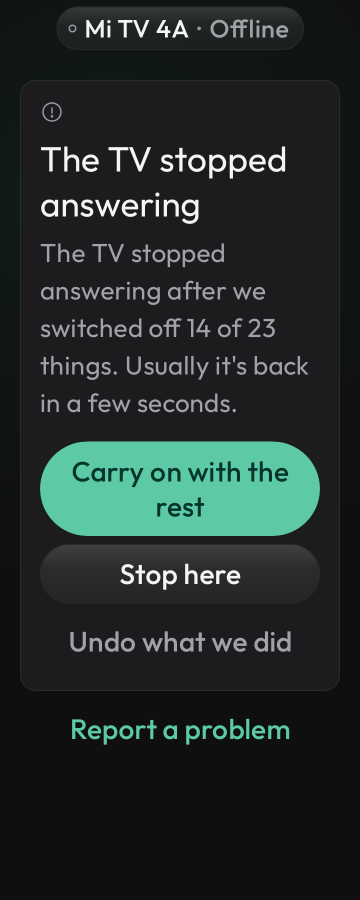 Mi TV 4A · Offline
The TV stopped
answering
The TV stopped
answering after we
switched off 14 of 23
things. Usually it's back
in a few seconds.
Carry on with the
rest
Stop here
Undo what we did
Report a problem